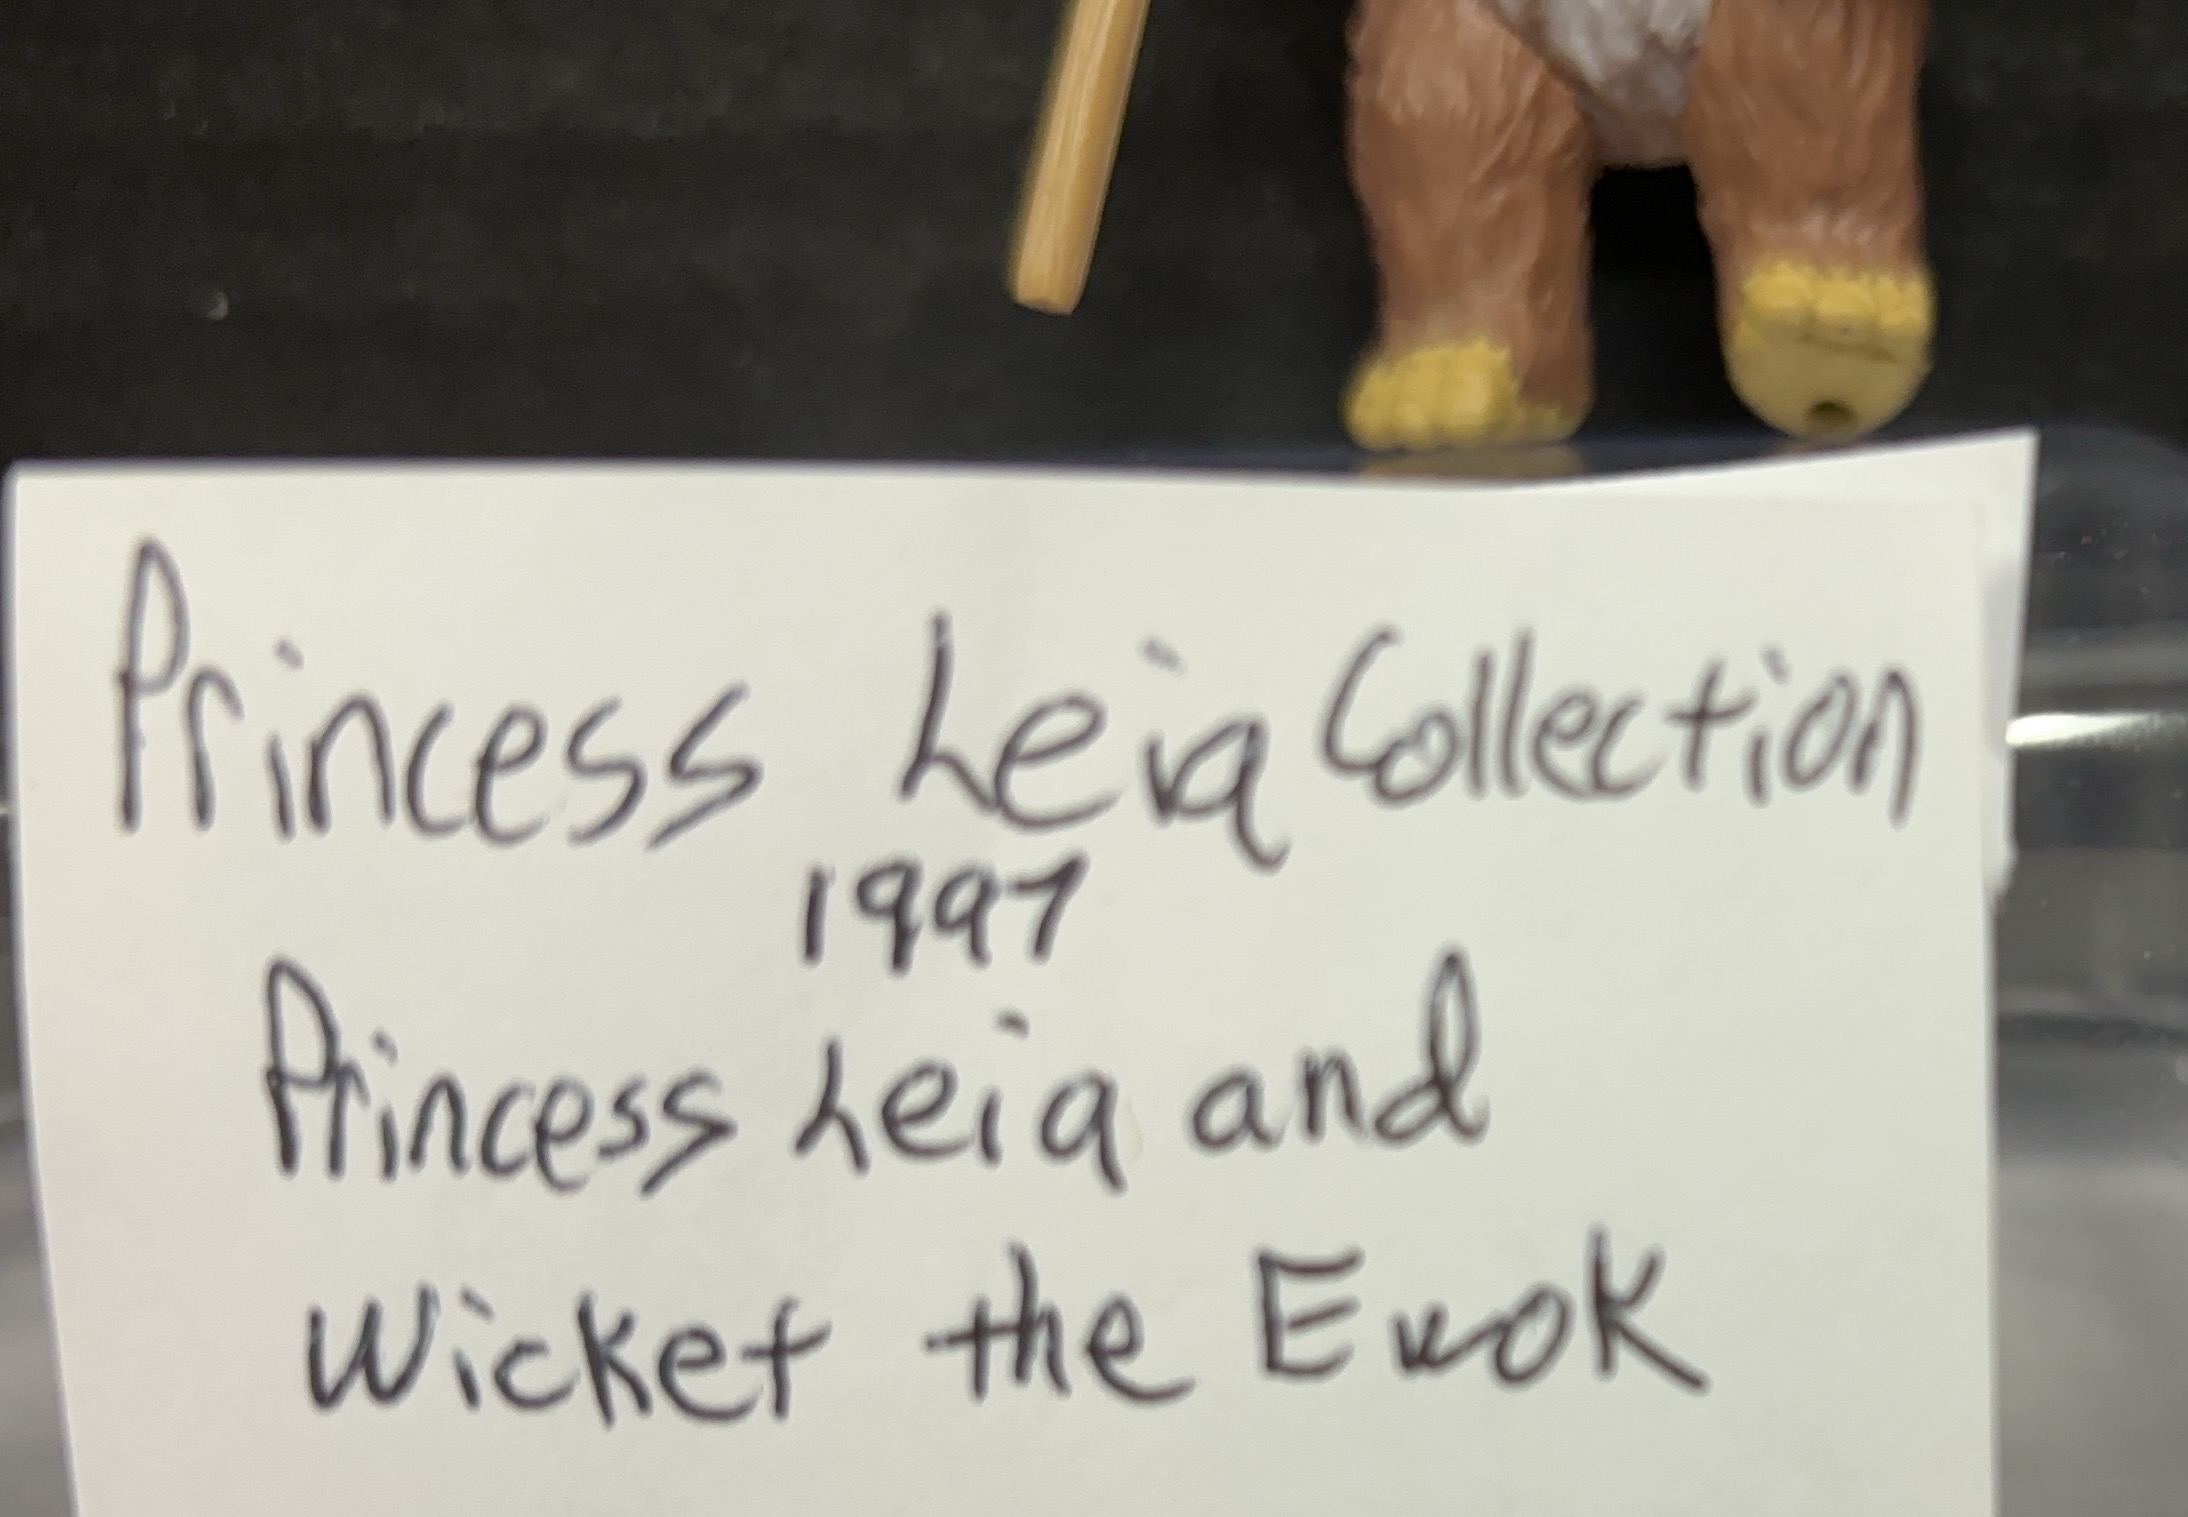 Princess Leia Collection
1997
Princess Leia and
Wicket the Ewok